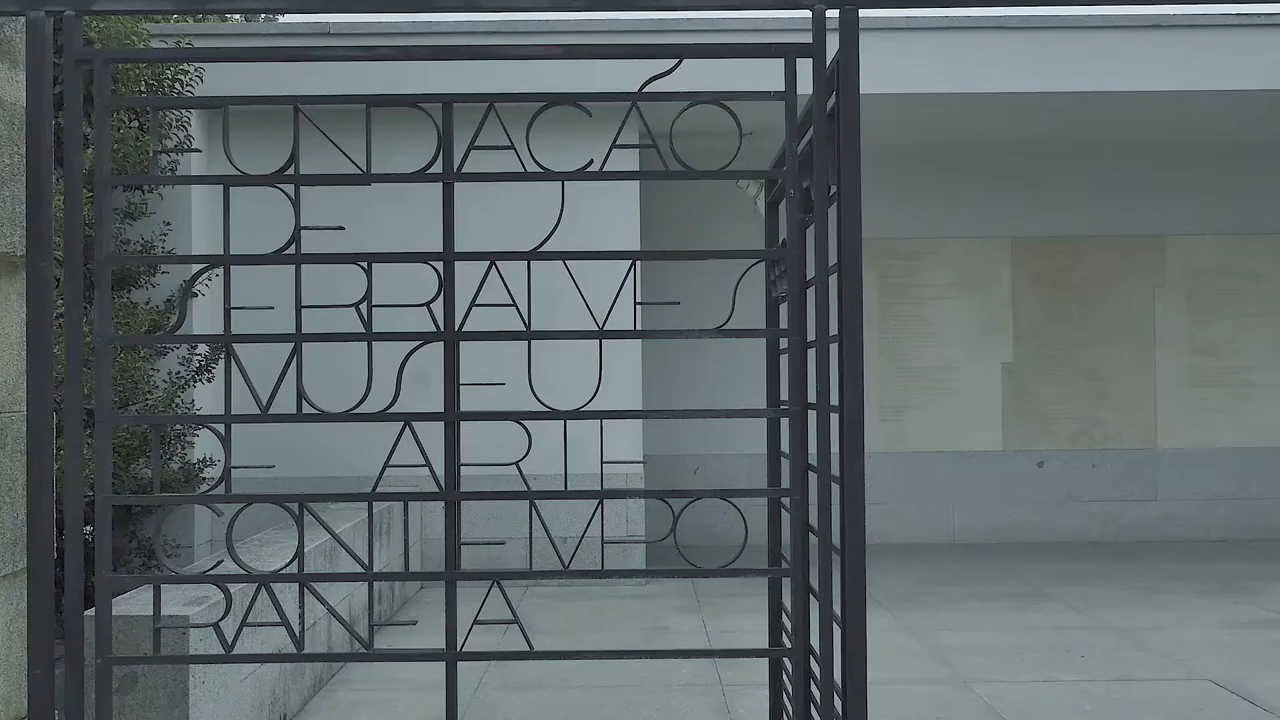 FUNDAÇÃO
DE
SERRALVES
MUSEU
DE ARTE
CONTEMPO
RANEA